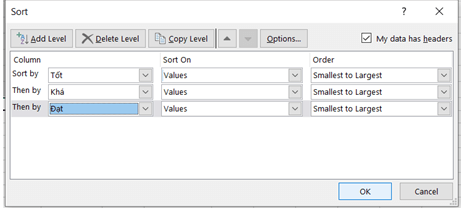 Sort ? ×
Add Level Delete Level Copy Level Options... My data has headers
Column Sort On Order
Sort by Tốt Values Smallest to Largest
Then by Khá Values Smallest to Largest
Then by Đạt Values Smallest to Largest
OK Cancel